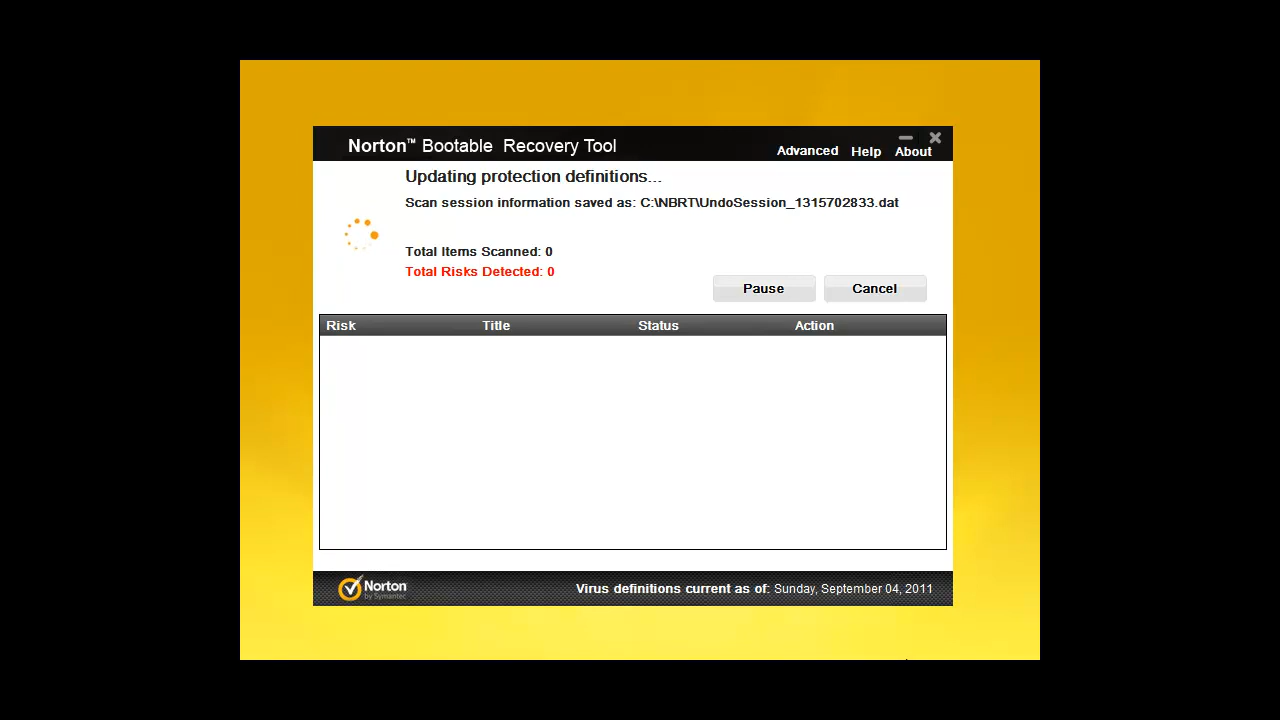 Norton™ Bootable Recovery Tool
Advanced Help About
Updating protection definitions...
Scan session information saved as: C:\NBRT\UndoSession_1315702833.dat
Total Items Scanned: 0
Total Risks Detected: 0
Pause Cancel
Risk Title Status Action
Norton
by Symantec
Virus definitions current as of: Sunday, September 04, 2011